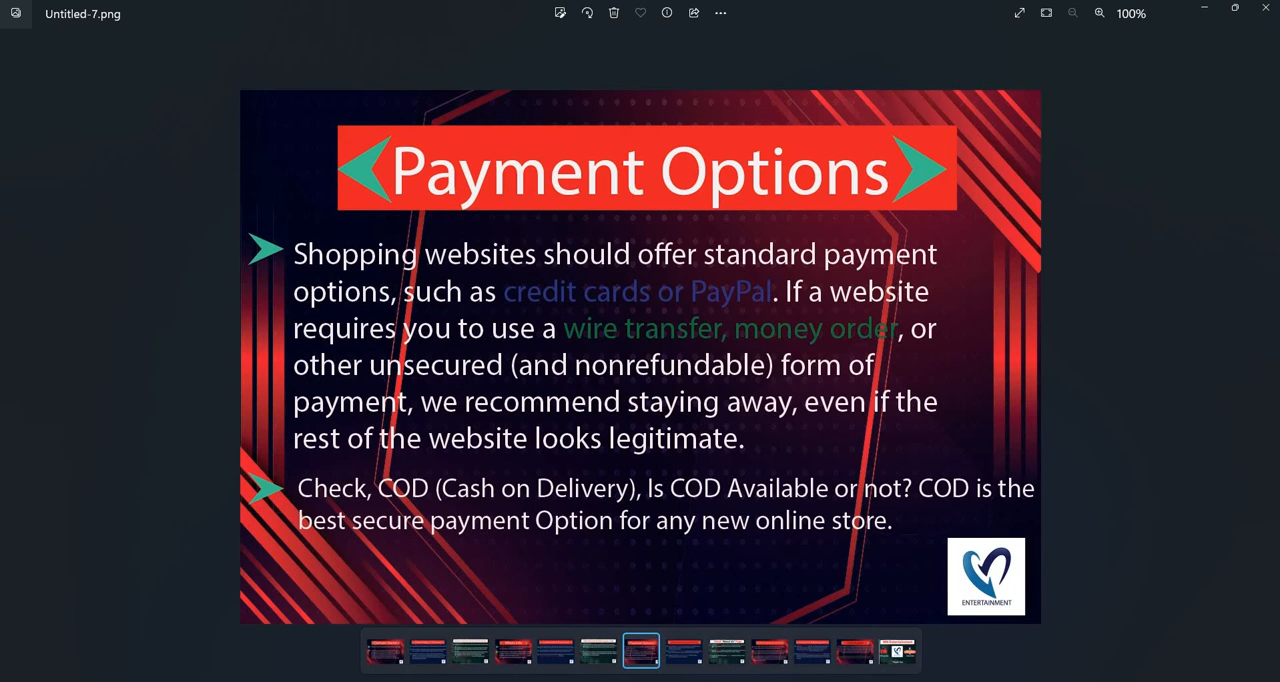 Untitled-7.png
100%
Payment Options
Shopping websites should offer standard payment
options, such as credit cards or PayPal. If a website
requires you to use a wire transfer, money order, or
other unsecured (and nonrefundable) form of
payment, we recommend staying away, even if the
rest of the website looks legitimate.
Check, COD (Cash on Delivery), Is COD Available or not? COD is the
best secure payment Option for any new online store.
ENTERTAINMENT